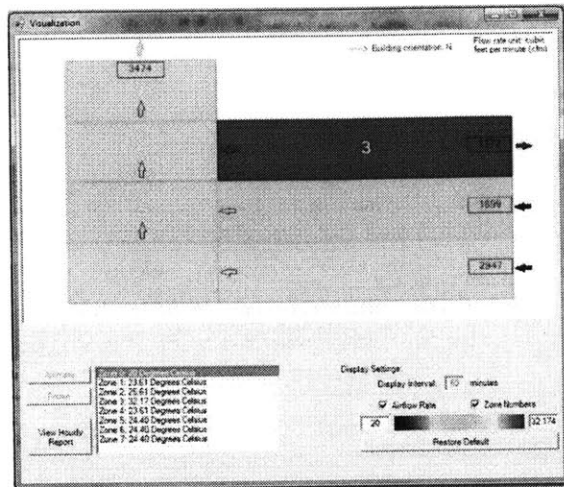 Visualization
Building orientation, N
Flow rate unit: cubic
feet per minute (cfm)
3474
3
1899
2947
Zone 1: 23.61 Degrees Celsius
Zone 2: 25.61 Degrees Celsius
Zone 3: 32.17 Degrees Celsius
Zone 4: 23.61 Degrees Celsius
Zone 5: 24.40 Degrees Celsius
Zone 6: 24.40 Degrees Celsius
Zone 7: 24.40 Degrees Celsius
View Hourly
Report
Display Settings:
Display Interval: 60 minutes
Airflow Rate
Zone Numbers
20
32.174
Restore Default